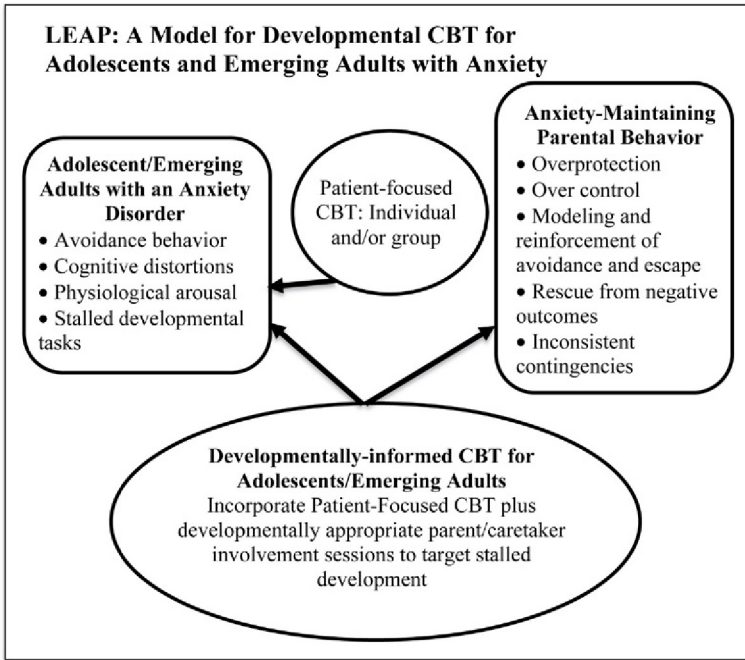 LEAP: A Model for Developmental CBT for
Adolescents and Emerging Adults with Anxiety
Adolescent/Emerging
Adults with an Anxiety
Disorder
• Avoidance behavior
• Cognitive distortions
• Physiological arousal
• Stalled developmental
tasks
Patient-focused
CBT: Individual
and/or group
Anxiety-Maintaining
Parental Behavior
• Overprotection
• Over control
• Modeling and
reinforcement of
avoidance and escape
• Rescue from negative
outcomes
• Inconsistent
contingencies
Developmentally-informed CBT for
Adolescents/Emerging Adults
Incorporate Patient-Focused CBT plus
developmentally appropriate parent/caretaker
involvement sessions to target stalled
development